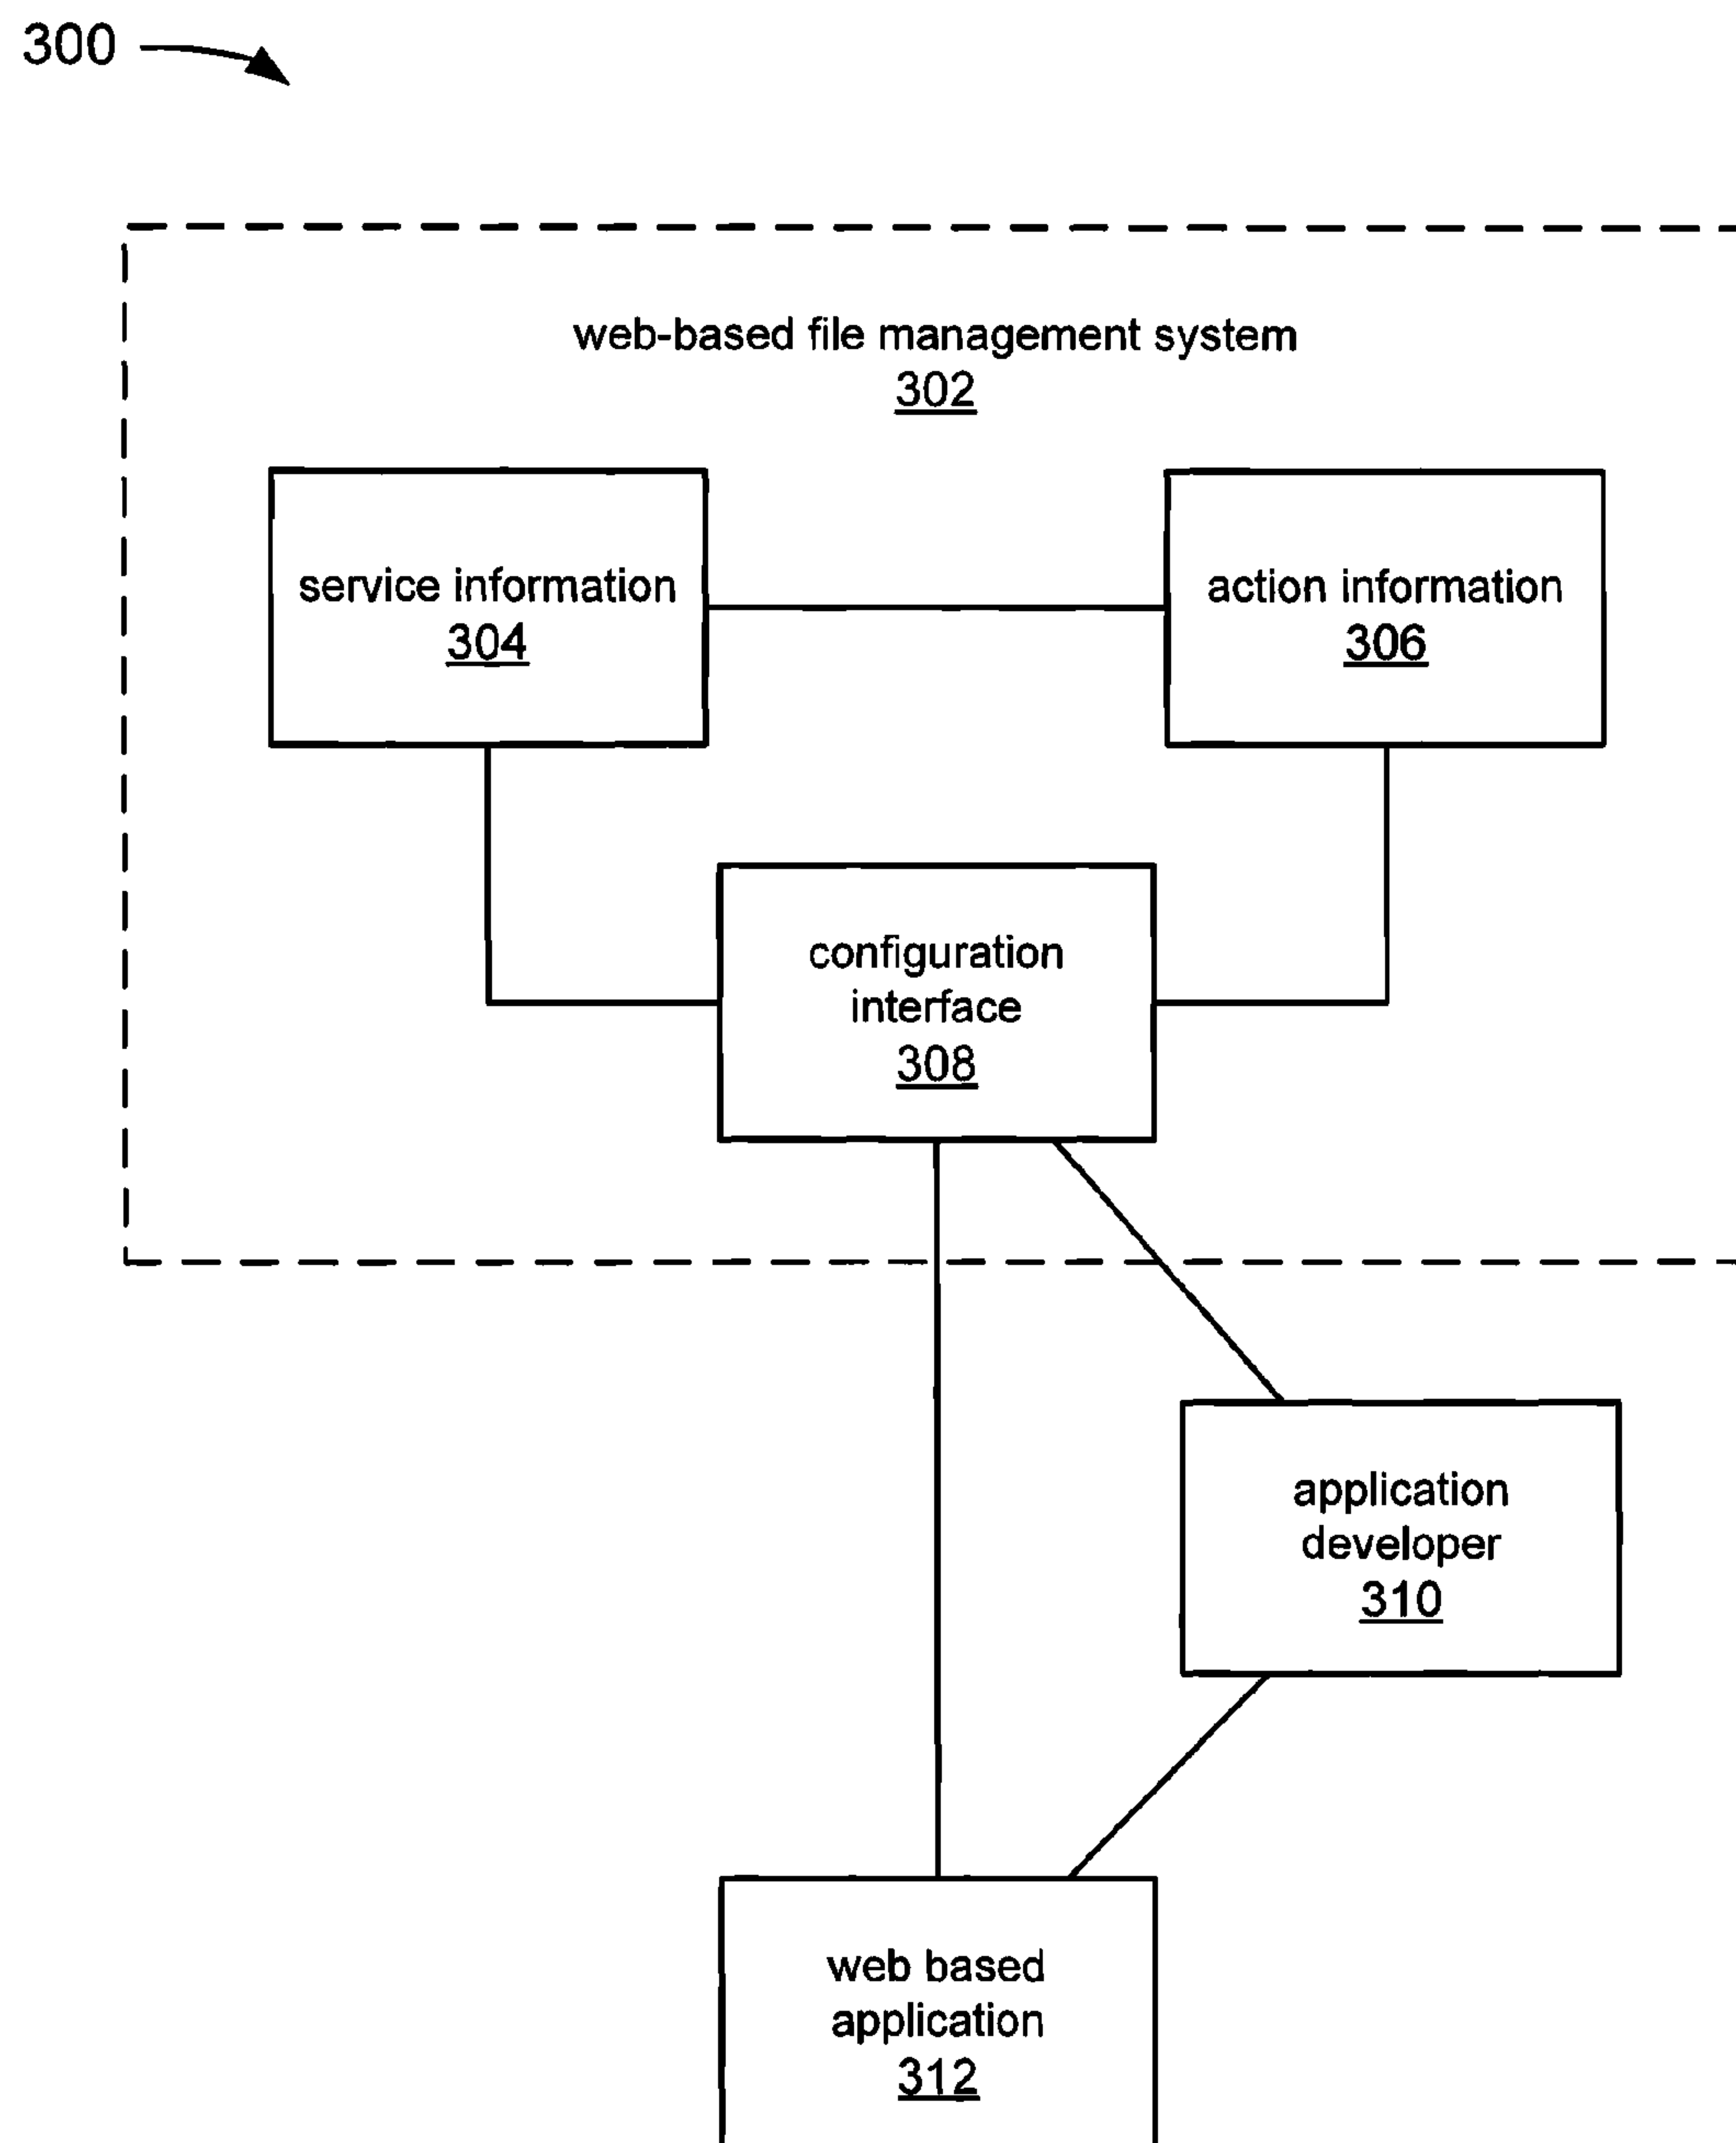 300
web-based file management system
302
service information
304
action information
306
configuration
interface
308
application
developer
310
web based
application
312